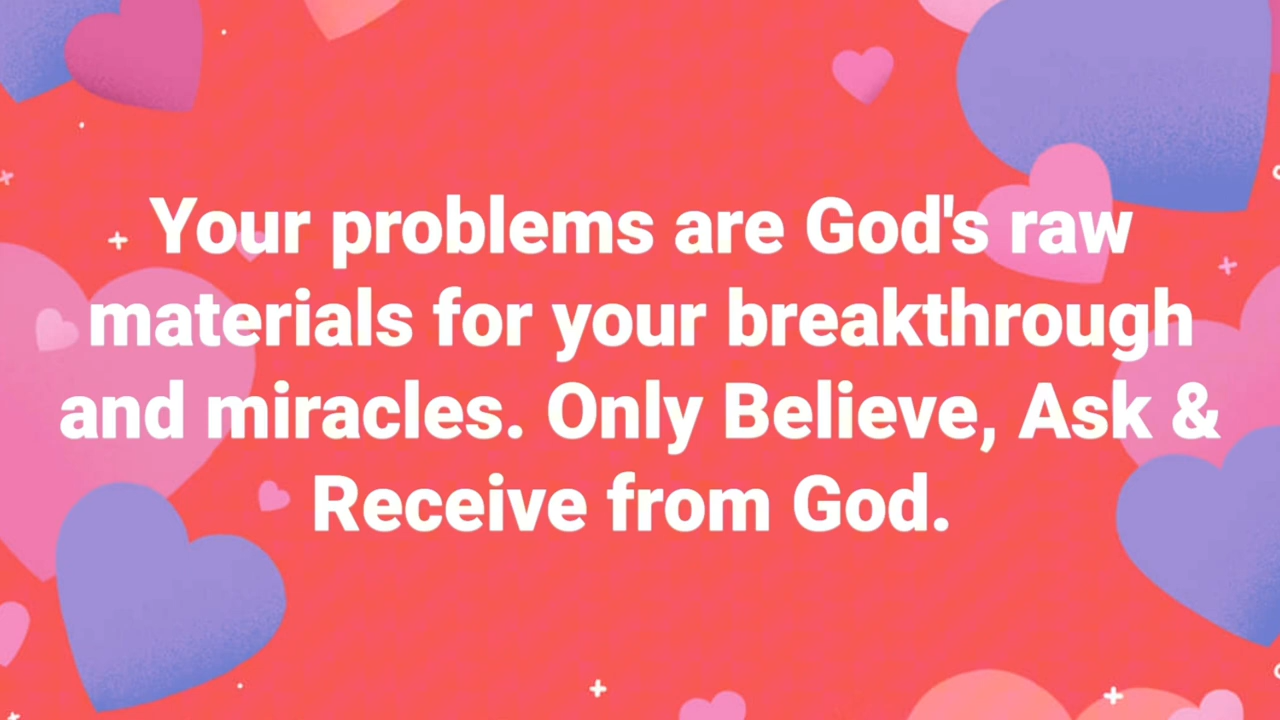 Your problems are God's raw
materials for your breakthrough
and miracles. Only Believe, Ask &
Receive from God.